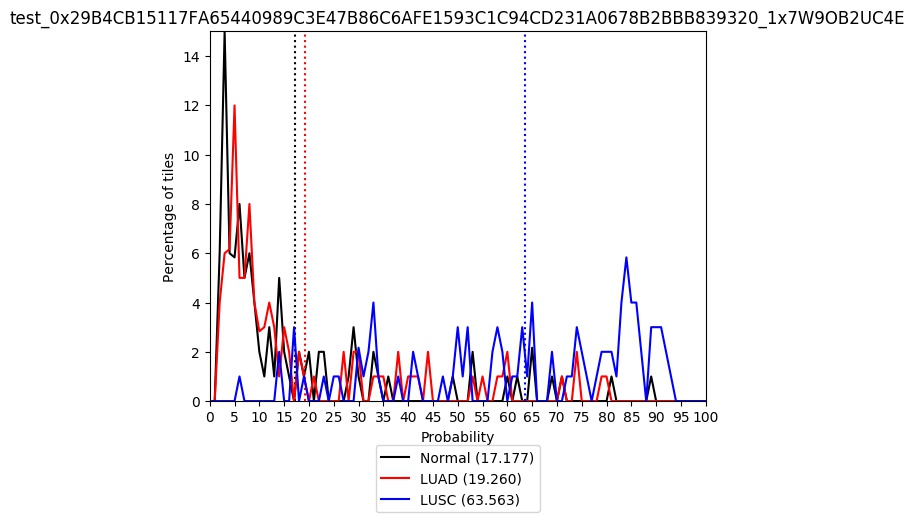 test_0x29B4CB15117FA65440989C3E47B86C6AFE1593C1C94CD231A0678B2BBB839320_1x7W9OB2UC4E
14
12
10
8
6
4
2
0
Percentage of tiles
0 5 10 15 20 25 30 35 40 45 50 55 60 65 70 75 80 85 90 95 100
Probability
Normal (17.177)
LUAD (19.260)
LUSC (63.563)